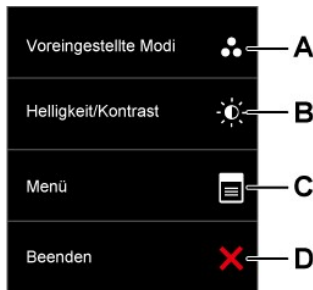 Voreingestellte Modi A
Helligkeit/Kontrast B
Menü C
Beenden D